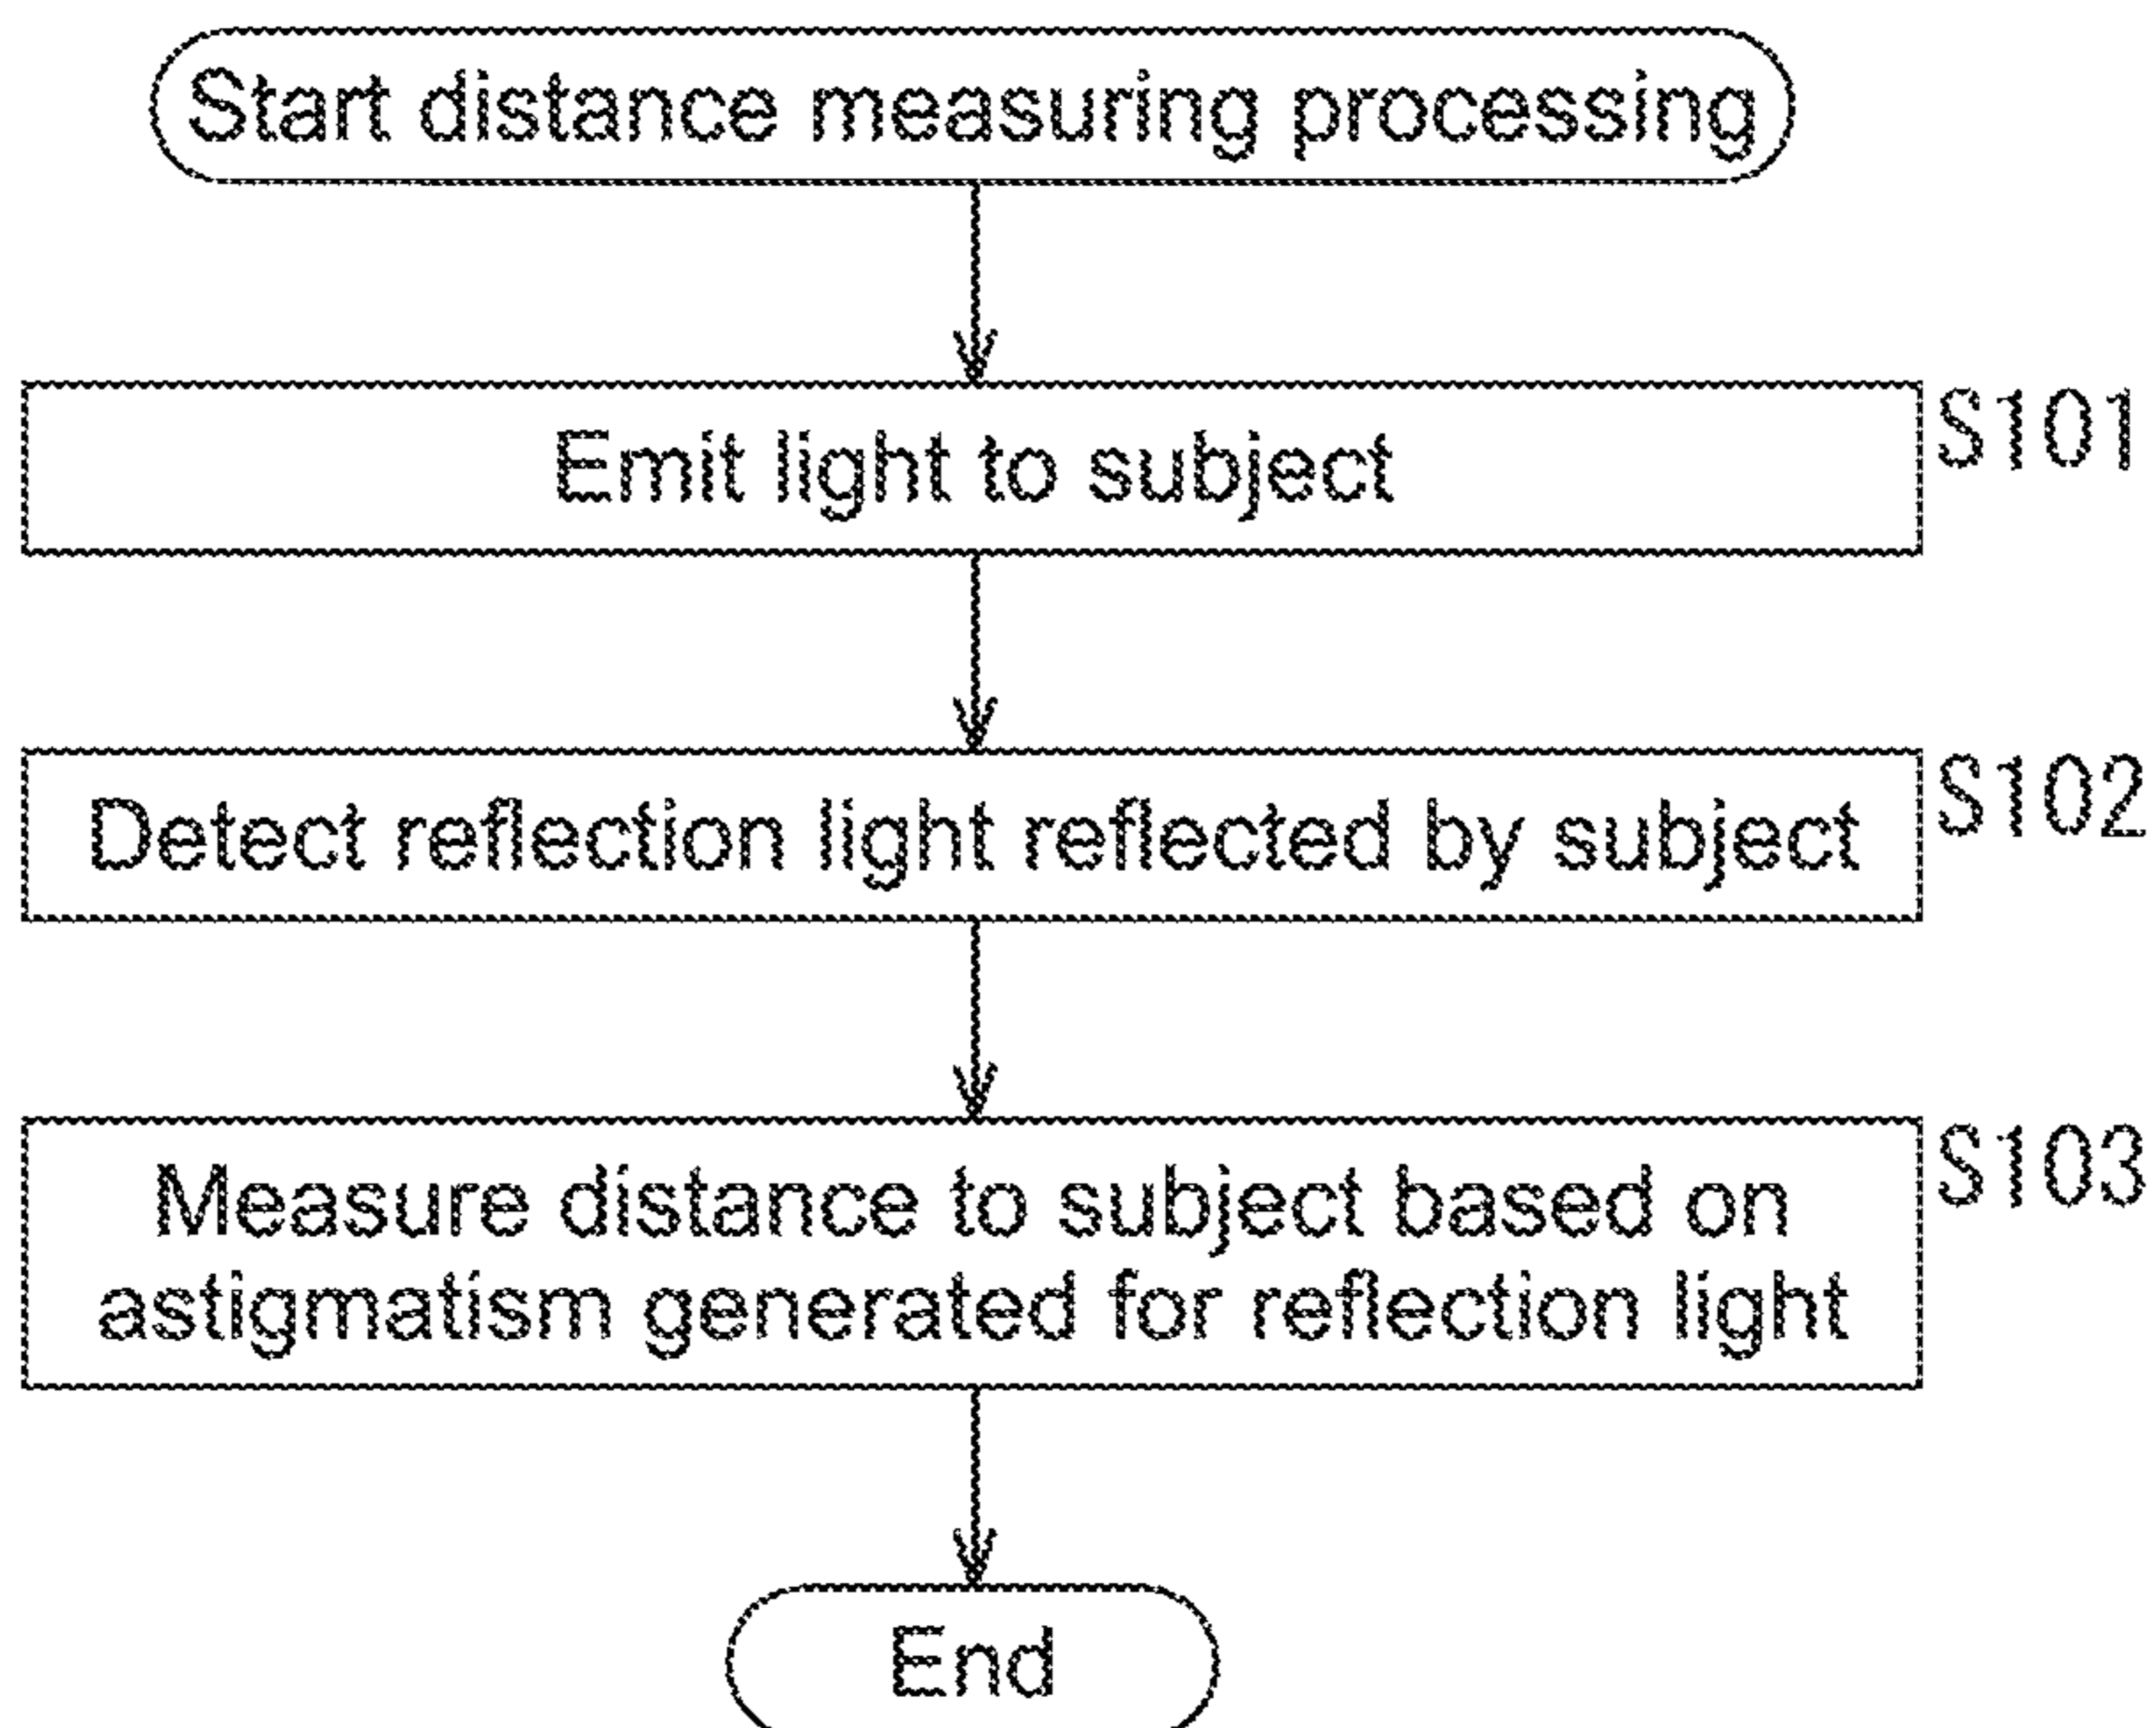 Start distance measuring processing
Emit light to subject
S101
Detect reflection light reflected by subject
S102
Measure distance to subject based on
astigmatism generated for reflection light
S103
End